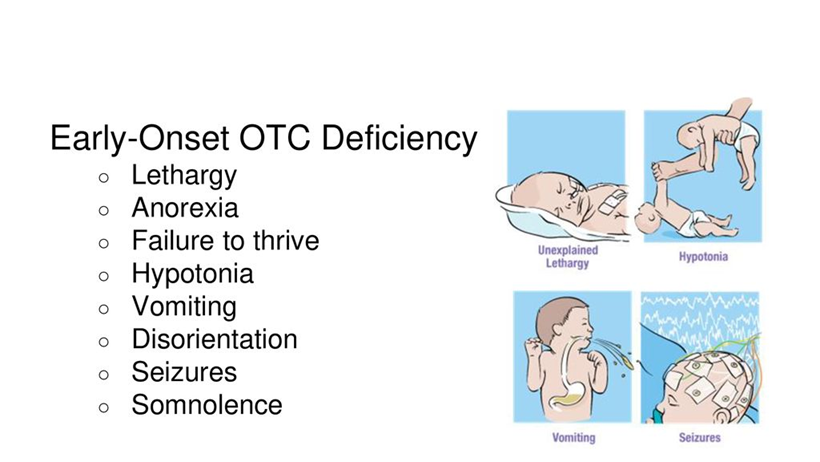 Early-Onset OTC Deficiency
○ Lethargy
○ Anorexia
○ Failure to thrive
○ Hypotonia
○ Vomiting
○ Disorientation
○ Seizures
○ Somnolence
Unexplained
Lethargy
Hypotonia
Vomiting
Seizures